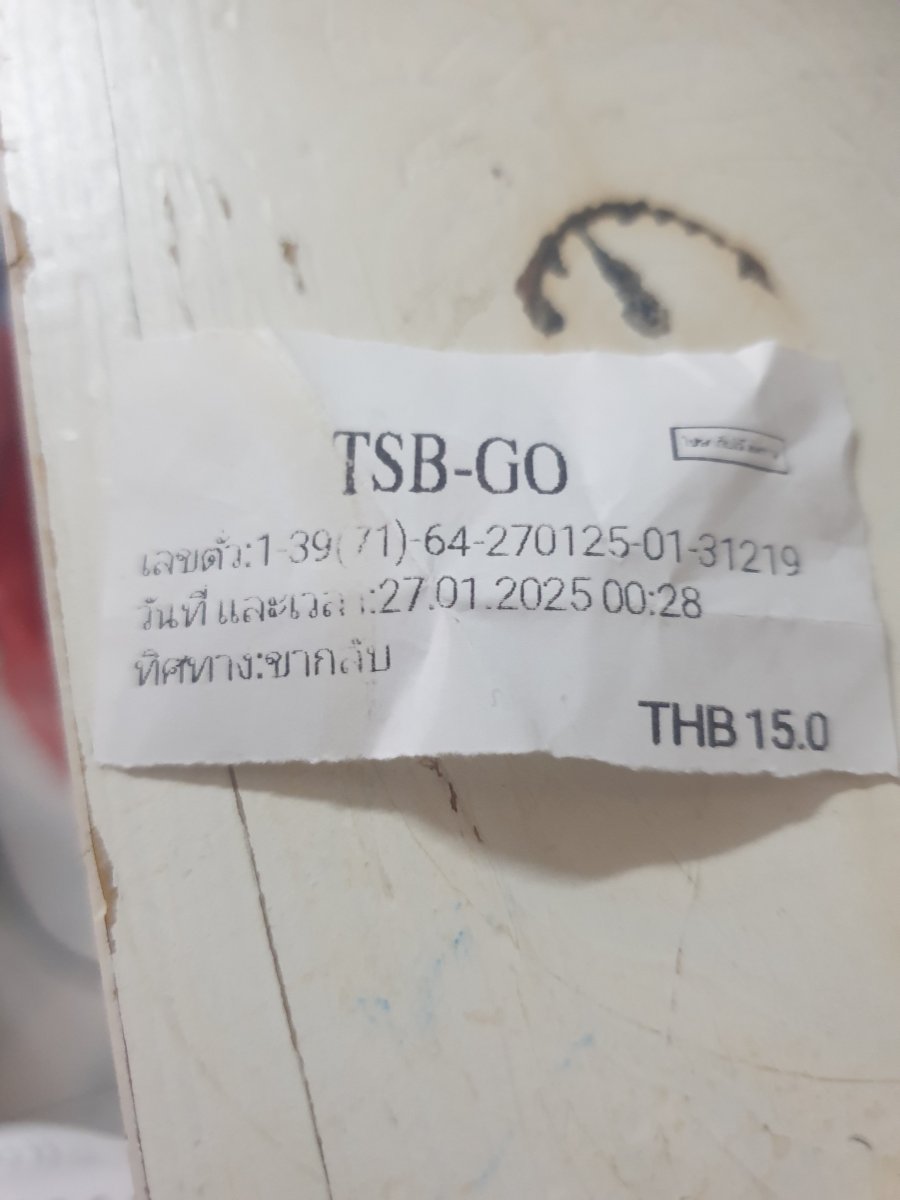 TSB-GO
เลขตั๋ว:1-39(71)-64-270125-01-31219
วันที่ และเวลา:27.01.2025 00:28
ทิศทาง:ขากลับ
THB 15.0